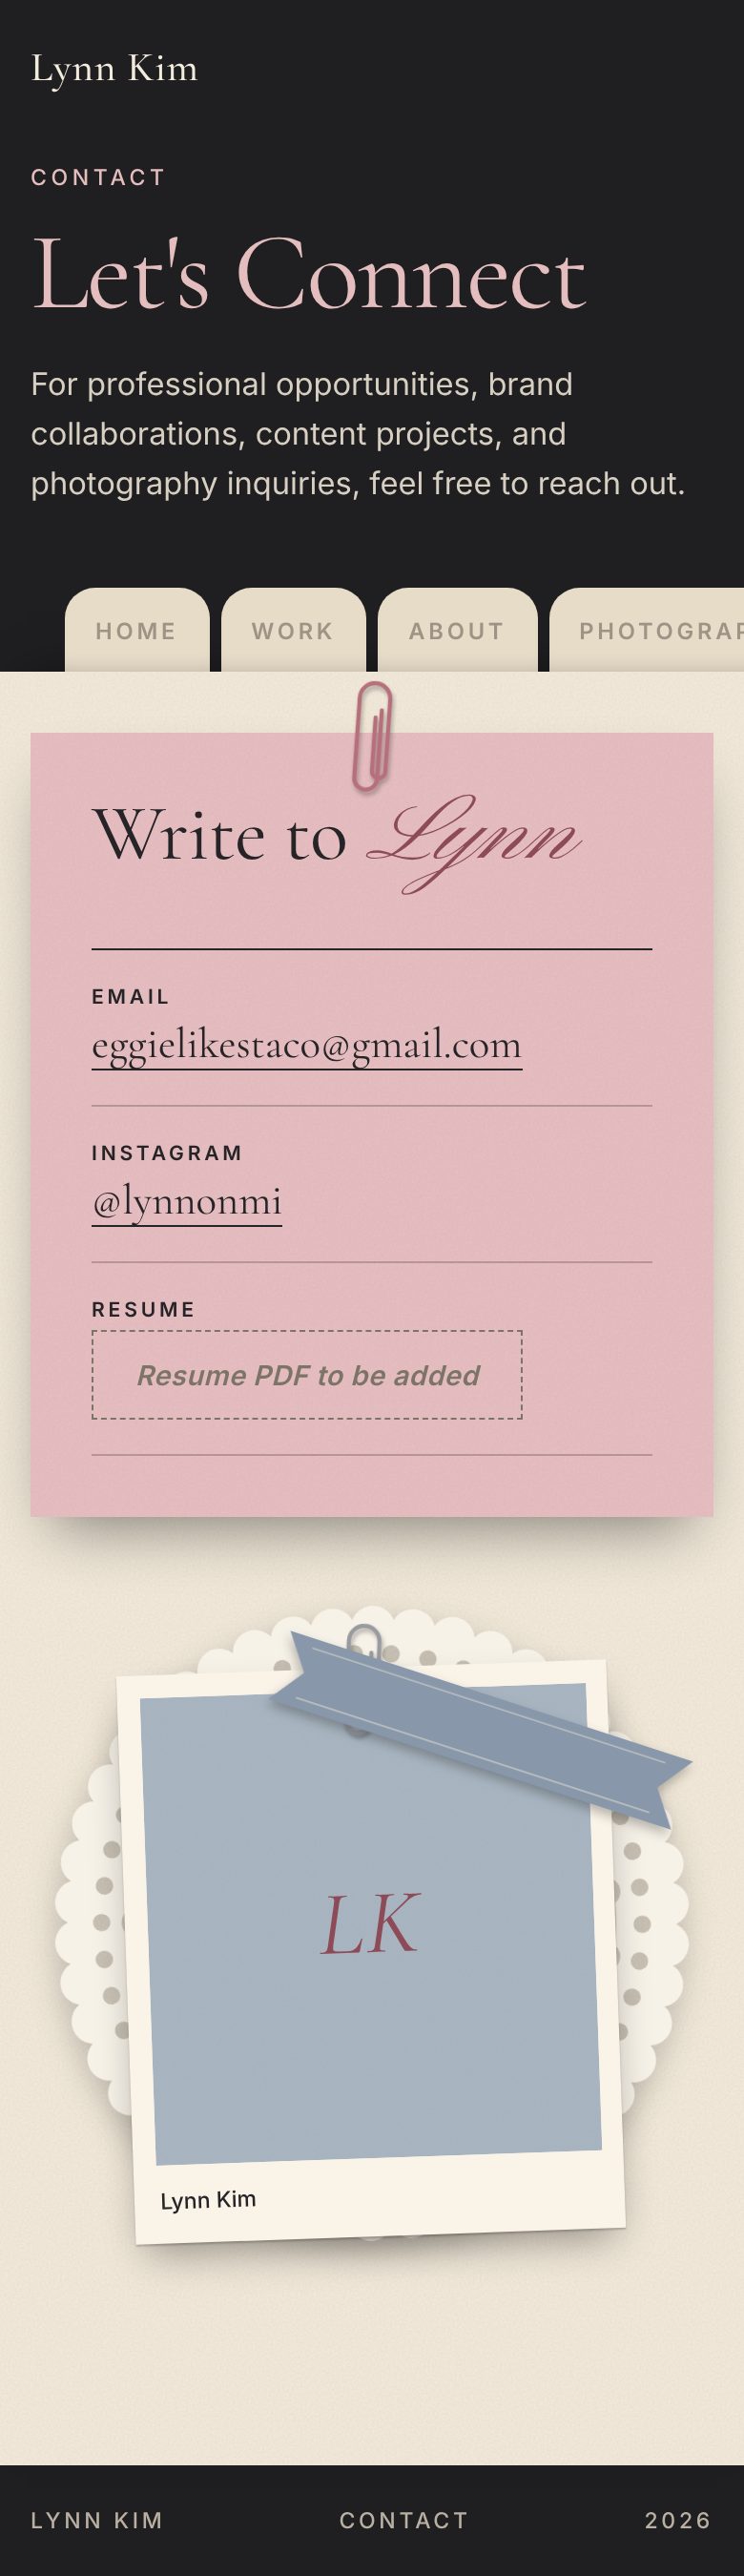 Lynn Kim
CONTACT
Let's Connect
For professional opportunities, brand
collaborations, content projects, and
photography inquiries, feel free to reach out.
HOME WORK ABOUT PHOTOGRAP
Write to Lynn
EMAIL
eggielikestaco@gmail.com
INSTAGRAM
@lynnonmi
RESUME
Resume PDF to be added
LK
Lynn Kim
LYNN KIM CONTACT 2026